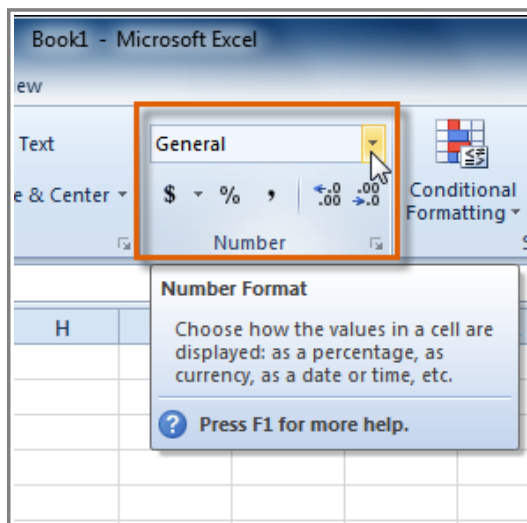 Book1 - Microsoft Excel
ew
Text
General
e & Center
$ % , .0 .00 .00 .0
Conditional
Formatting
Number
Number Format
H
Choose how the values in a cell are
displayed: as a percentage, as
currency, as a date or time, etc.
Press F1 for more help.